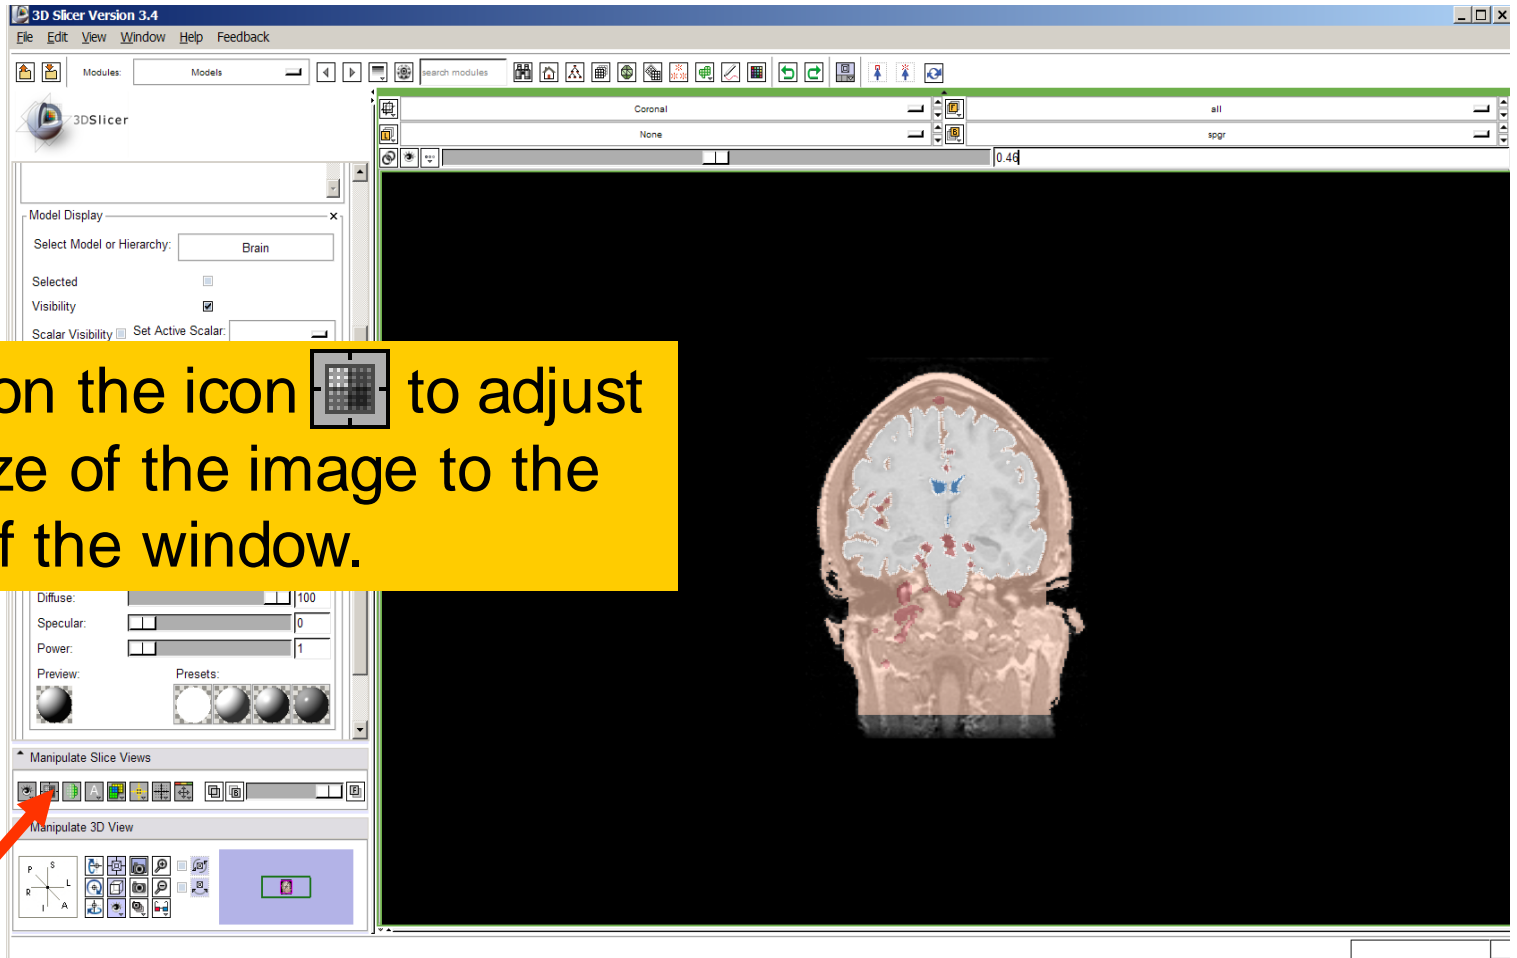 3D Slicer Version 3.4
File Edit View Window Help Feedback
Modules: Models search modules
3DSlicer
Coronal all
None spgr
0.46
Model Display
Select Model or Hierarchy: Brain
Selected
Visibility
Scalar Visibility Set Active Scalar:
on the icon to adjust
ze of the image to the
f the window.
Diffuse: 100
Specular: 0
Power: 1
Preview: Presets:
Manipulate Slice Views
Manipulate 3D View
P S
R L
I A